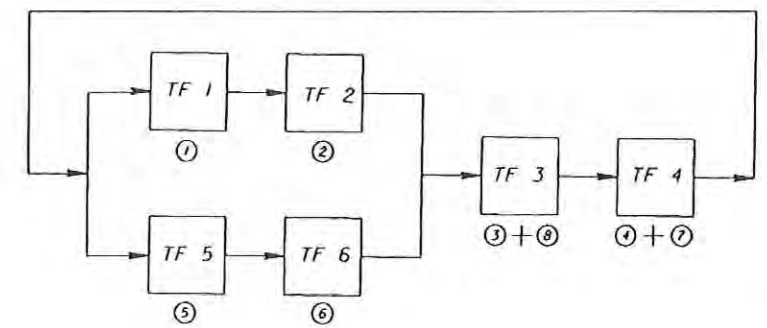 TF 1
TF 2
① ②
TF 3
TF 4
③ + ⑧
④ + ⑦
TF 5
TF 6
⑤ ⑥